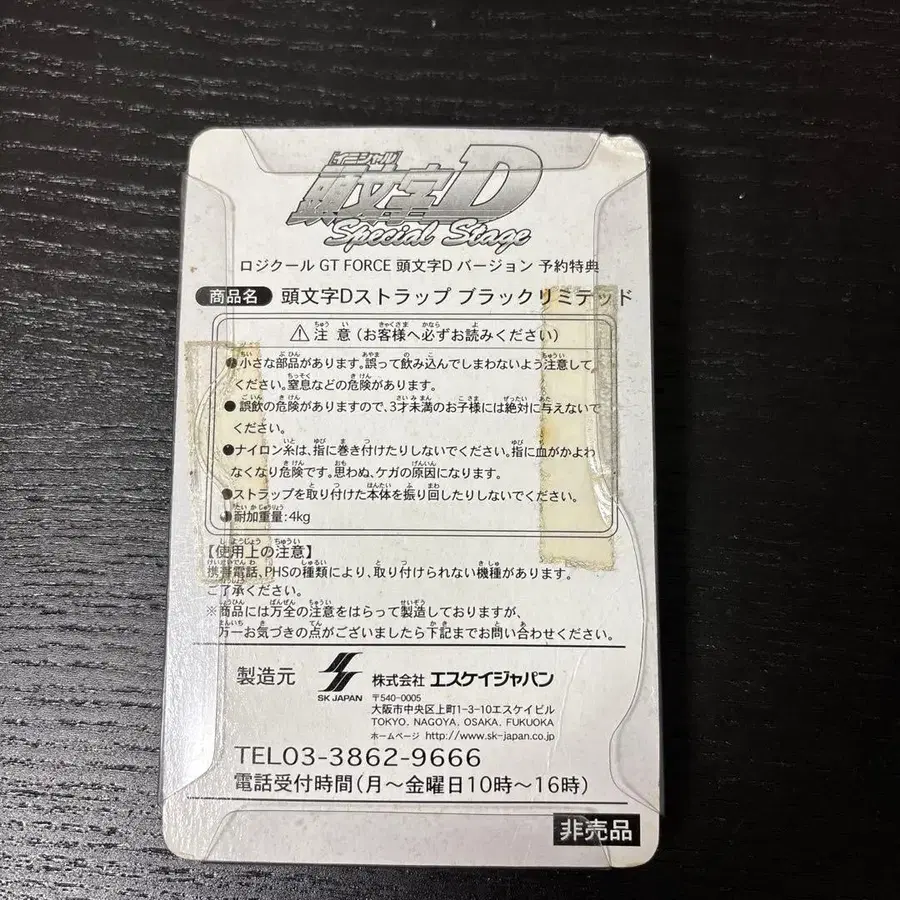 [イニシャル]
頭文字D
Special Stage
ロジクール GT FORCE 頭文字D バージョン 予約特典
商品名 頭文字Dストラップ ブラックリミテッド
⚠注意(お客様へ必ずお読みください)
●小さな部品があります。誤って飲み込んでしまわないよう注意して
ください。窒息などの危険があります。
●誤飲の危険がありますので、3才未満のお子様には絶対に与えないで
ください。
●ナイロン糸は、指に巻き付けたりしないでください。指に血がかよわ
なくなり危険です。思わぬ、ケガの原因になります。
●ストラップを取り付けた本体を振り回したりしないでください。
●耐加重量:4kg
【使用上の注意】
携帯電話、PHSの種類により、取り付けられない機種があります。
ご了承ください。
※商品には万全の注意をはらって製造しておりますが、
万一お気づきの点がございましたら下記までお問い合わせください。
製造元 SK JAPAN 株式会社 エスケイジャパン
〒540-0005
大阪市中央区上町1-3-10エスケイビル
TOKYO, NAGOYA, OSAKA, FUKUOKA
ホームページ http://www.sk-japan.co.jp
TEL03-3862-9666
電話受付時間(月〜金曜日10時〜16時)
非売品